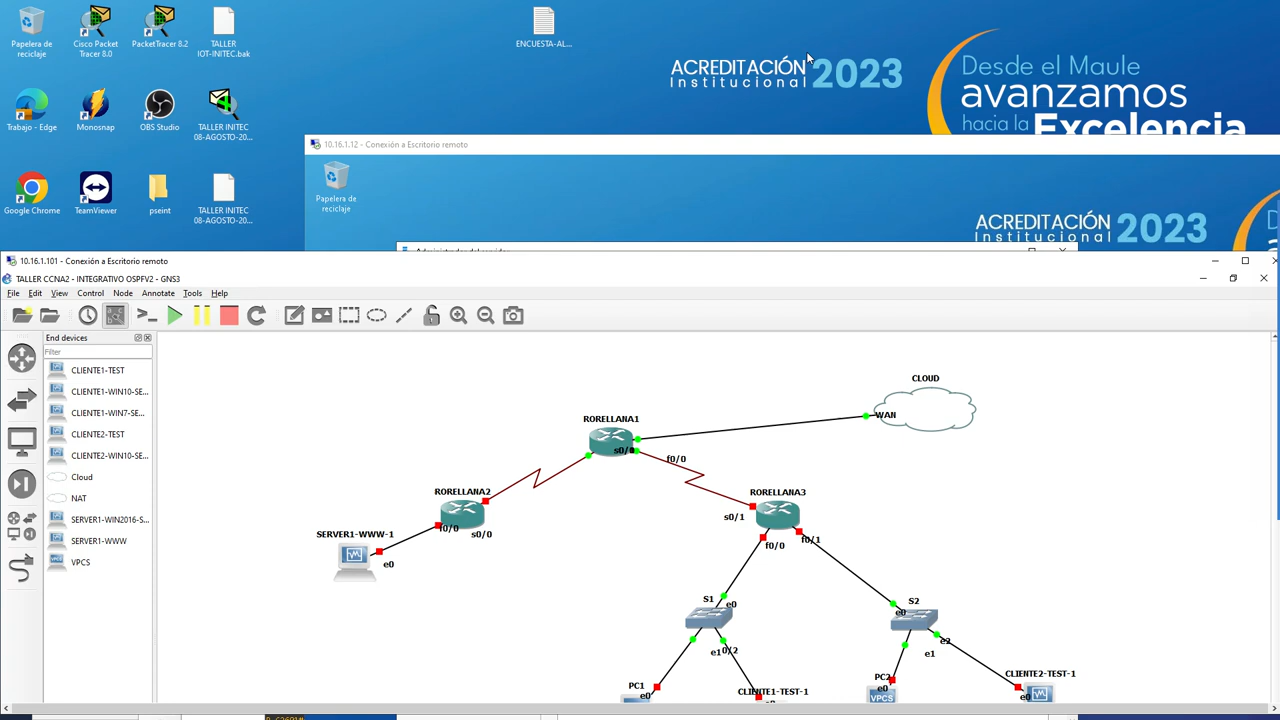 Papelera de
reciclaje
Cisco Packet
Tracer 8.0
PacketTracer 8.2
TALLER
IOT-INITEC.bak
ENCUESTA-AL...
ACREDITACIÓN
Institucional
2023
Desde el Maule
avanzamos
hacia la Excelencia
Trabajo - Edge
Monosnap
OBS Studio
TALLER INITEC
08-AGOSTO-20...
Google Chrome
TeamViewer
pseint
TALLER INITEC
08-AGOSTO-20...
10.16.1.12 - Conexión a Escritorio remoto
Papelera de
reciclaje
ACREDITACIÓN
Institucional
2023
10.16.1.101 - Conexión a Escritorio remoto
TALLER CCNA2 - INTEGRATIVO OSPFV2 - GNS3
File Edit View Control Node Annotate Tools Help
End devices
Filter
CLIENTE1-TEST
CLIENTE1-WIN10-SE...
CLIENTE1-WIN7-SE...
CLIENTE2-TEST
CLIENTE2-WIN10-SE...
Cloud
NAT
SERVER1-WIN2016-S...
SERVER1-WWW
VPCS
CLOUD
WAN
RORELLANA1
s0/0
f0/0
RORELLANA2
f0/0
s0/0
RORELLANA3
s0/1
f0/0
f0/1
SERVER1-WWW-1
e0
S1
e0
e1
0/2
S2
e0
e2
e1
PC1
e0
CLIENTE1-TEST-1
PC2
e0
VPCS
CLIENTE2-TEST-1
e0